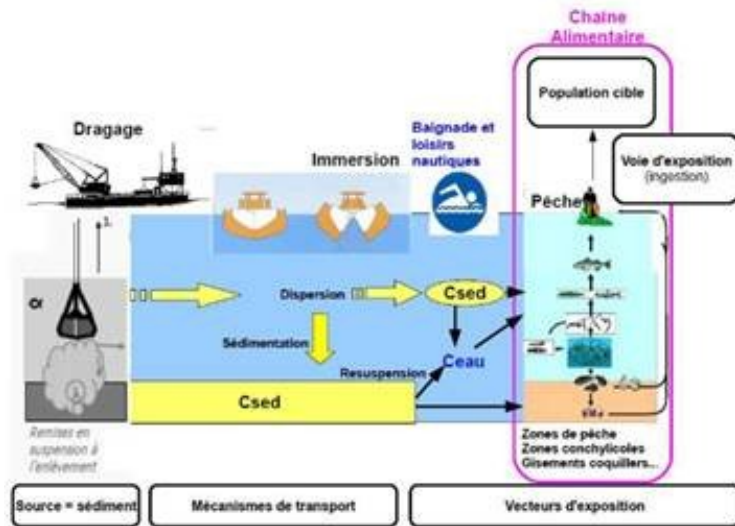 Chaîne
Alimentaire
Population cible
Dragage
Immersion
Baignade et
loisirs
nautiques
Voie d'exposition
(ingestion)
Pêche
Dispersion
Csed
Sédimentation
Ceau
Resuspension
Csed
Remises en
suspension à
l'enlèvement
Zones de pêche
Zones conchylicoles
Gisements coquillers...
Source = sédiment
Mécanismes de transport
Vecteurs d'exposition